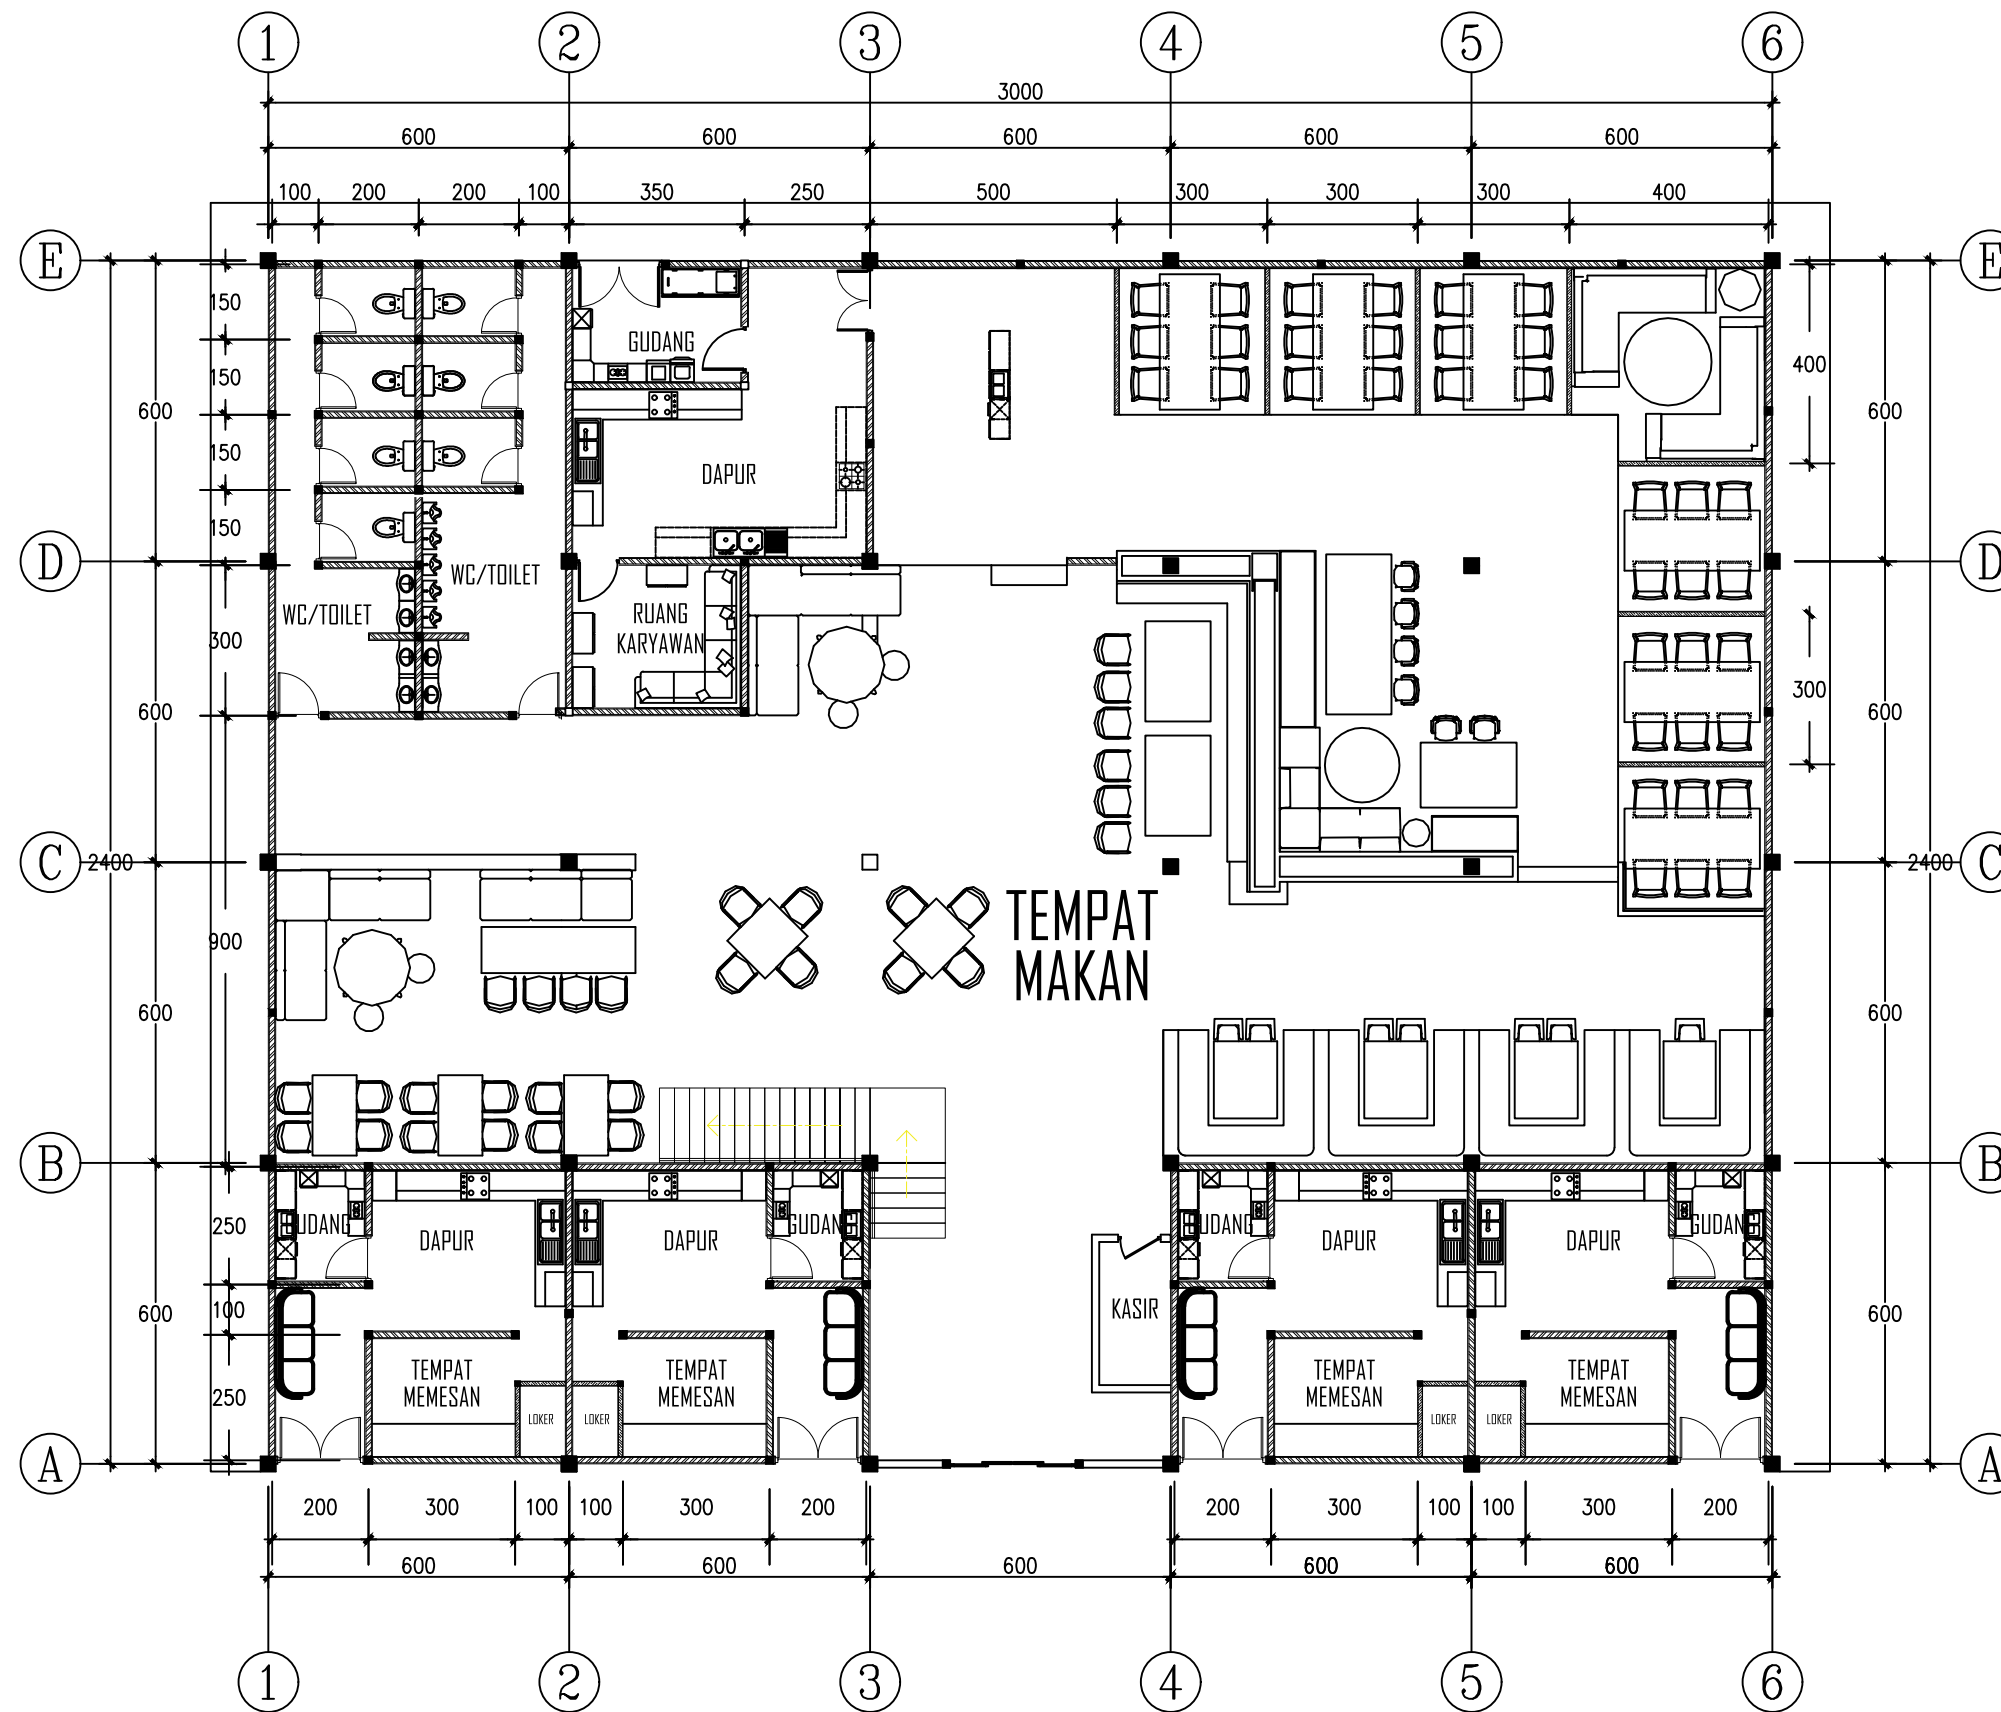 1 2 3 4 5 6
3000
600 600 600 600 600
100 200 200 100 350 250 500 300 300 300 400
E E
150
GUDANG
150
400
600 600
150
DAPUR
150
D D
WC/TOILET
WC/TOILET
RUANG
KARYAWAN
300
300
600 600
C 2400 2400 C
TEMPAT
MAKAN
900
600 600
B B
250
GUDANG DAPUR DAPUR GUDANG GUDANG DAPUR DAPUR GUDANG
100
KASIR
600 600
TEMPAT TEMPAT TEMPAT TEMPAT
MEMESAN MEMESAN MEMESAN MEMESAN
250
LOKER LOKER LOKER LOKER
A A
200 300 100 100 300 200 200 300 100 100 300 200
600 600 600 600 600
1 2 3 4 5 6